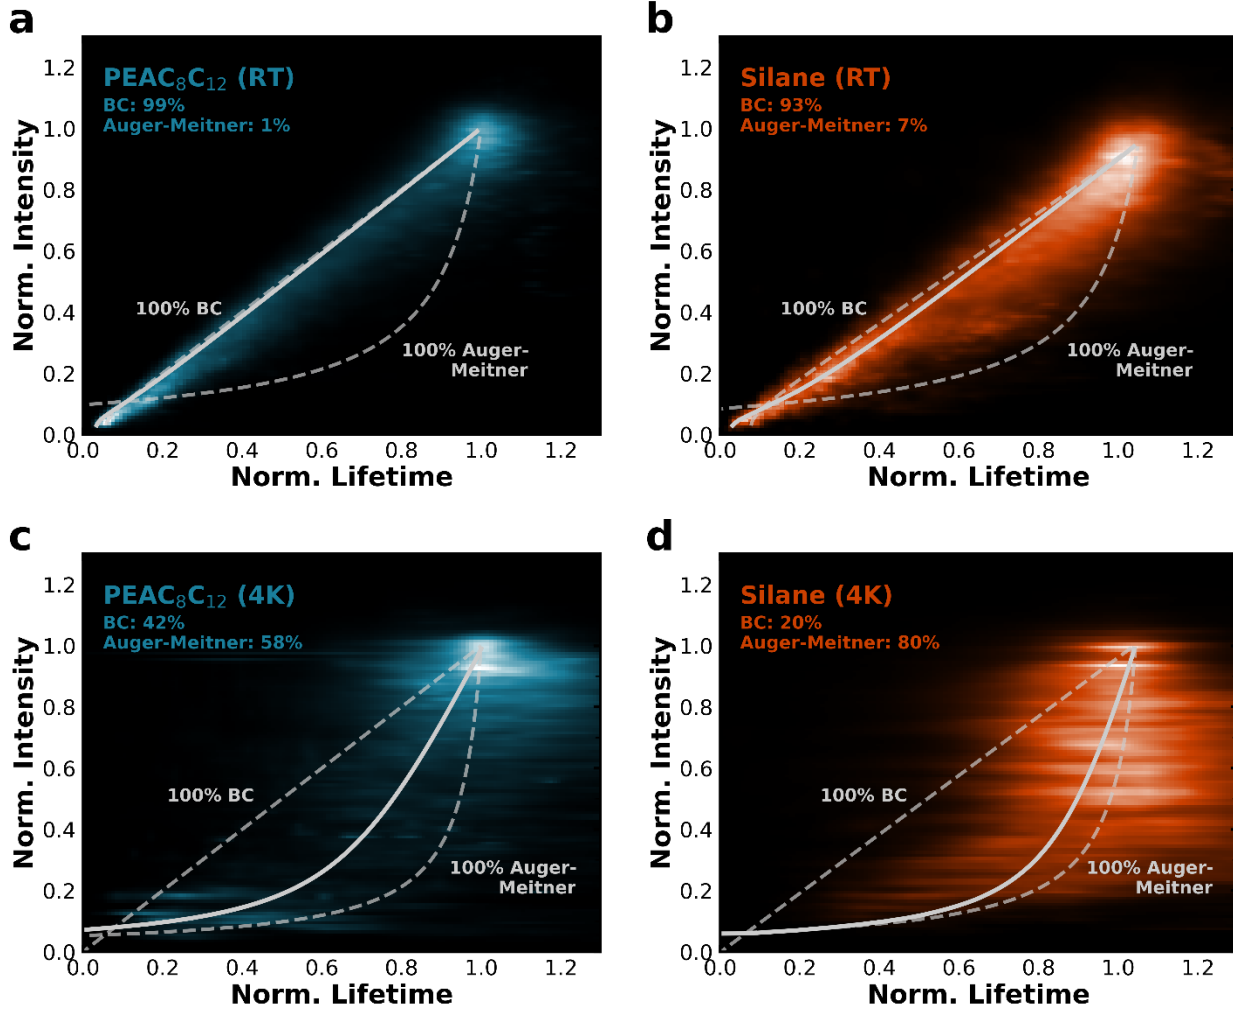 a
PEAC₈C₁₂ (RT)
BC: 99%
Auger-Meitner: 1%
100% BC
100% Auger-
Meitner
Norm. Intensity
0.0
0.2
0.4
0.6
0.8
1.0
1.2
0.0 0.2 0.4 0.6 0.8 1.0 1.2
Norm. Lifetime
b
Silane (RT)
BC: 93%
Auger-Meitner: 7%
100% BC
100% Auger-
Meitner
Norm. Intensity
0.0
0.2
0.4
0.6
0.8
1.0
1.2
0.0 0.2 0.4 0.6 0.8 1.0 1.2
Norm. Lifetime
c
PEAC₈C₁₂ (4K)
BC: 42%
Auger-Meitner: 58%
100% BC
100% Auger-
Meitner
Norm. Intensity
0.0
0.2
0.4
0.6
0.8
1.0
1.2
0.0 0.2 0.4 0.6 0.8 1.0 1.2
Norm. Lifetime
d
Silane (4K)
BC: 20%
Auger-Meitner: 80%
100% BC
100% Auger-
Meitner
Norm. Intensity
0.0
0.2
0.4
0.6
0.8
1.0
1.2
0.0 0.2 0.4 0.6 0.8 1.0 1.2
Norm. Lifetime